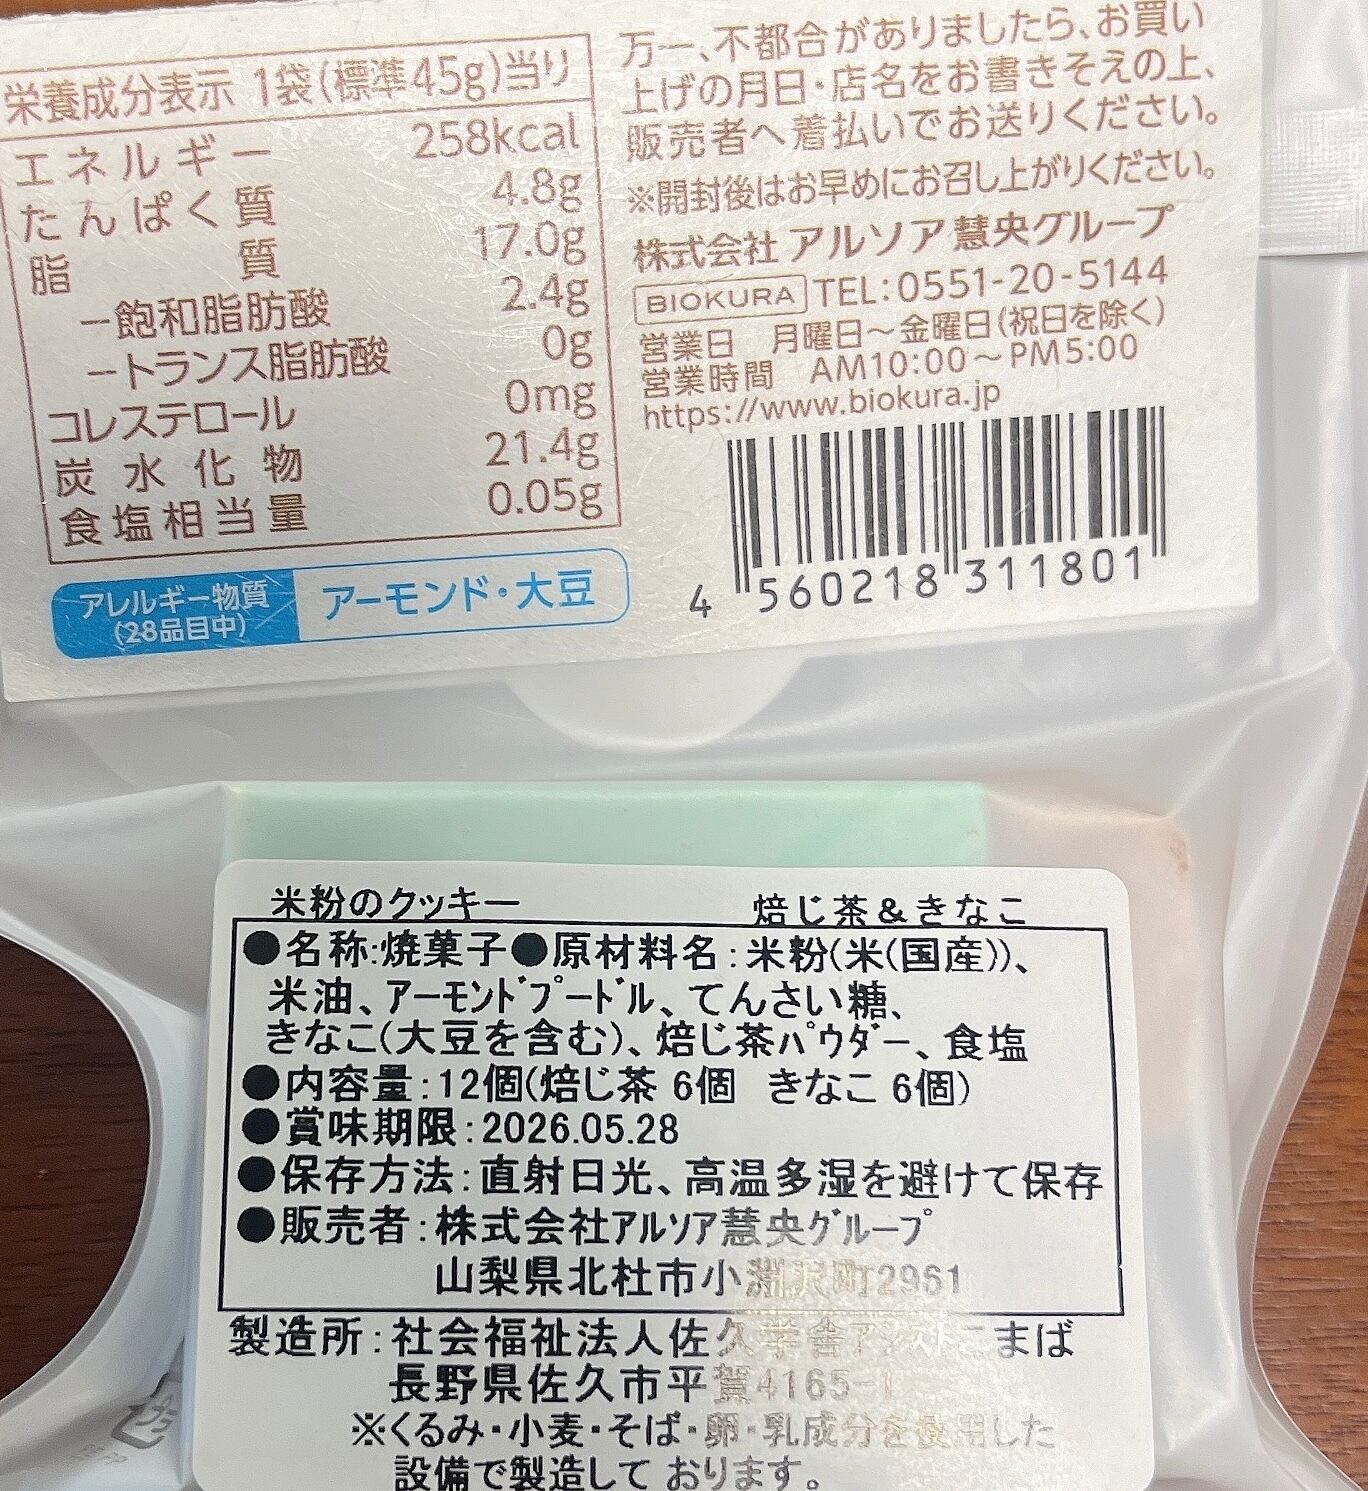 栄養成分表示 1袋(標準45g)当り
エネルギー 258kcal
たんぱく質 4.8g
脂質 17.0g
－飽和脂肪酸 2.4g
－トランス脂肪酸 0g
コレステロール 0mg
炭水化物 21.4g
食塩相当量 0.05g
アレルギー物質
(28品目中)
アーモンド・大豆
万一、不都合がありましたら、お買い
上げの月日・店名をお書きそえの上、
販売者へ着払いでお送りください。
※開封後はお早めにお召し上がりください。
株式会社 アルソア慧央グループ
BIOKURA TEL:0551-20-5144
営業日 月曜日～金曜日(祝日を除く)
営業時間 AM10:00～PM5:00
https://www.biokura.jp
4 560218 311801
米粉のクッキー 焙じ茶&きなこ
●名称:焼菓子●原材料名:米粉(米(国産))、
米油、アーモンドプードル、てんさい糖、
きなこ(大豆を含む)、焙じ茶パウダー、食塩
●内容量:12個(焙じ茶 6個 きなこ 6個)
●賞味期限:2026.05.28
●保存方法:直射日光、高温多湿を避けて保存
●販売者:株式会社アルソア慧央グループ
山梨県北杜市小淵沢町2961
製造所:社会福祉法人佐久学舎アシストこまば
長野県佐久市平賀4165-1
※くるみ・小麦・そば・卵・乳成分を使用した
設備で製造しております。